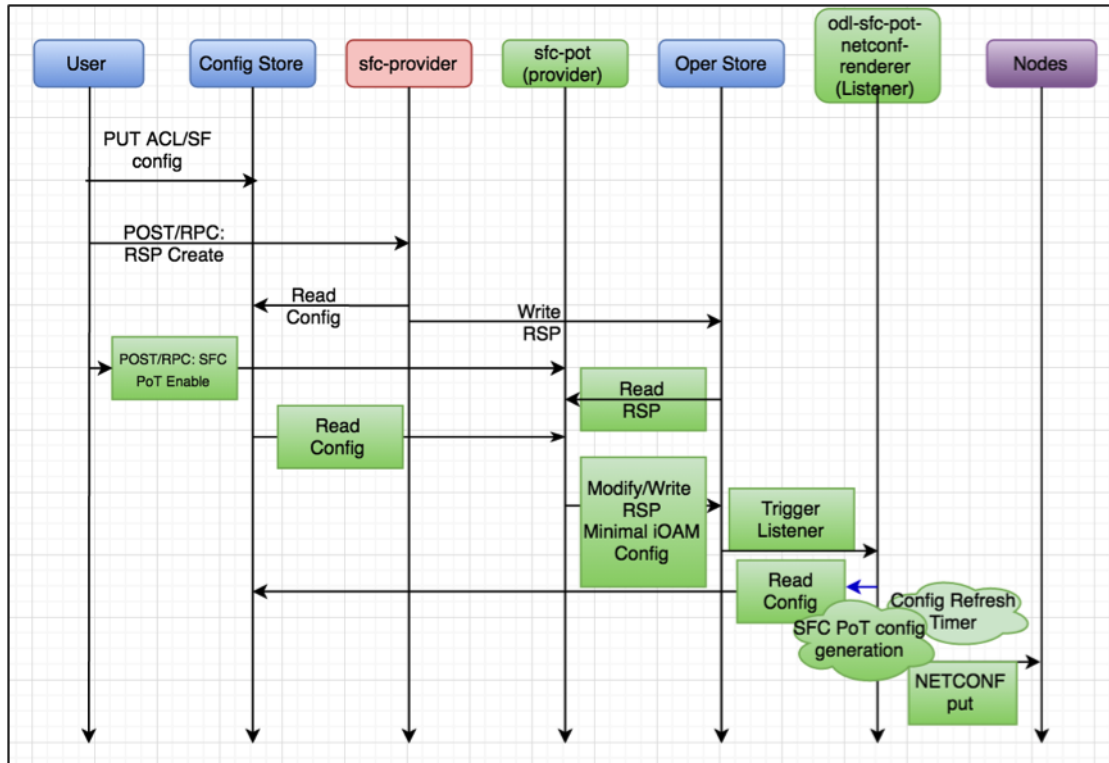 User
Config Store
sfc-provider
sfc-pot
(provider)
Oper Store
odl-sfc-pot-
netconf-
renderer
(Listener)
Nodes
PUT ACL/SF
config
POST/RPC:
RSP Create
Read
Config
Write
RSP
POST/RPC: SFC
PoT Enable
Read
RSP
Read
Config
Modify/Write
RSP
Minimal iOAM
Config
Trigger
Listener
Read
Config
Config Refresh
Timer
SFC PoT config
generation
NETCONF
put